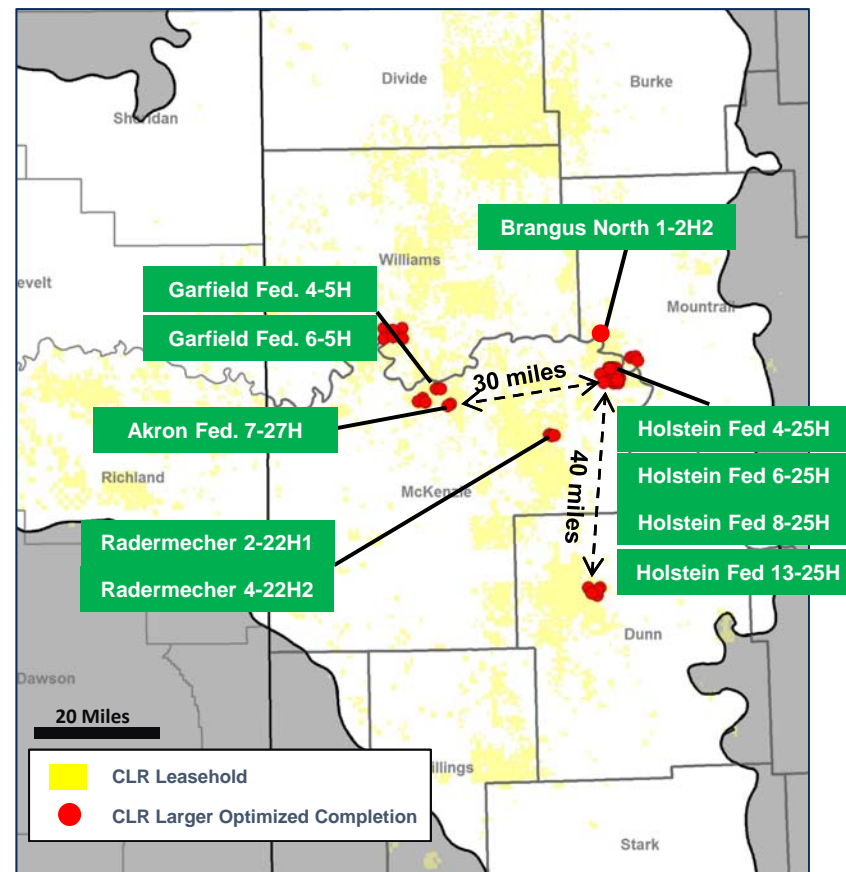 Divide
Burke
Sheridan
Brangus North 1-2H2
Williams
evelt
Garfield Fed. 4-5H
Mountrail
Garfield Fed. 6-5H
30 miles
Akron Fed. 7-27H
Holstein Fed 4-25H
Richland
McKenzie
40 miles
Holstein Fed 6-25H
Radermecher 2-22H1
Holstein Fed 8-25H
Radermecher 4-22H2
Holstein Fed 13-25H
Dunn
Dawson
20 Miles
illings
CLR Leasehold
CLR Larger Optimized Completion
Stark